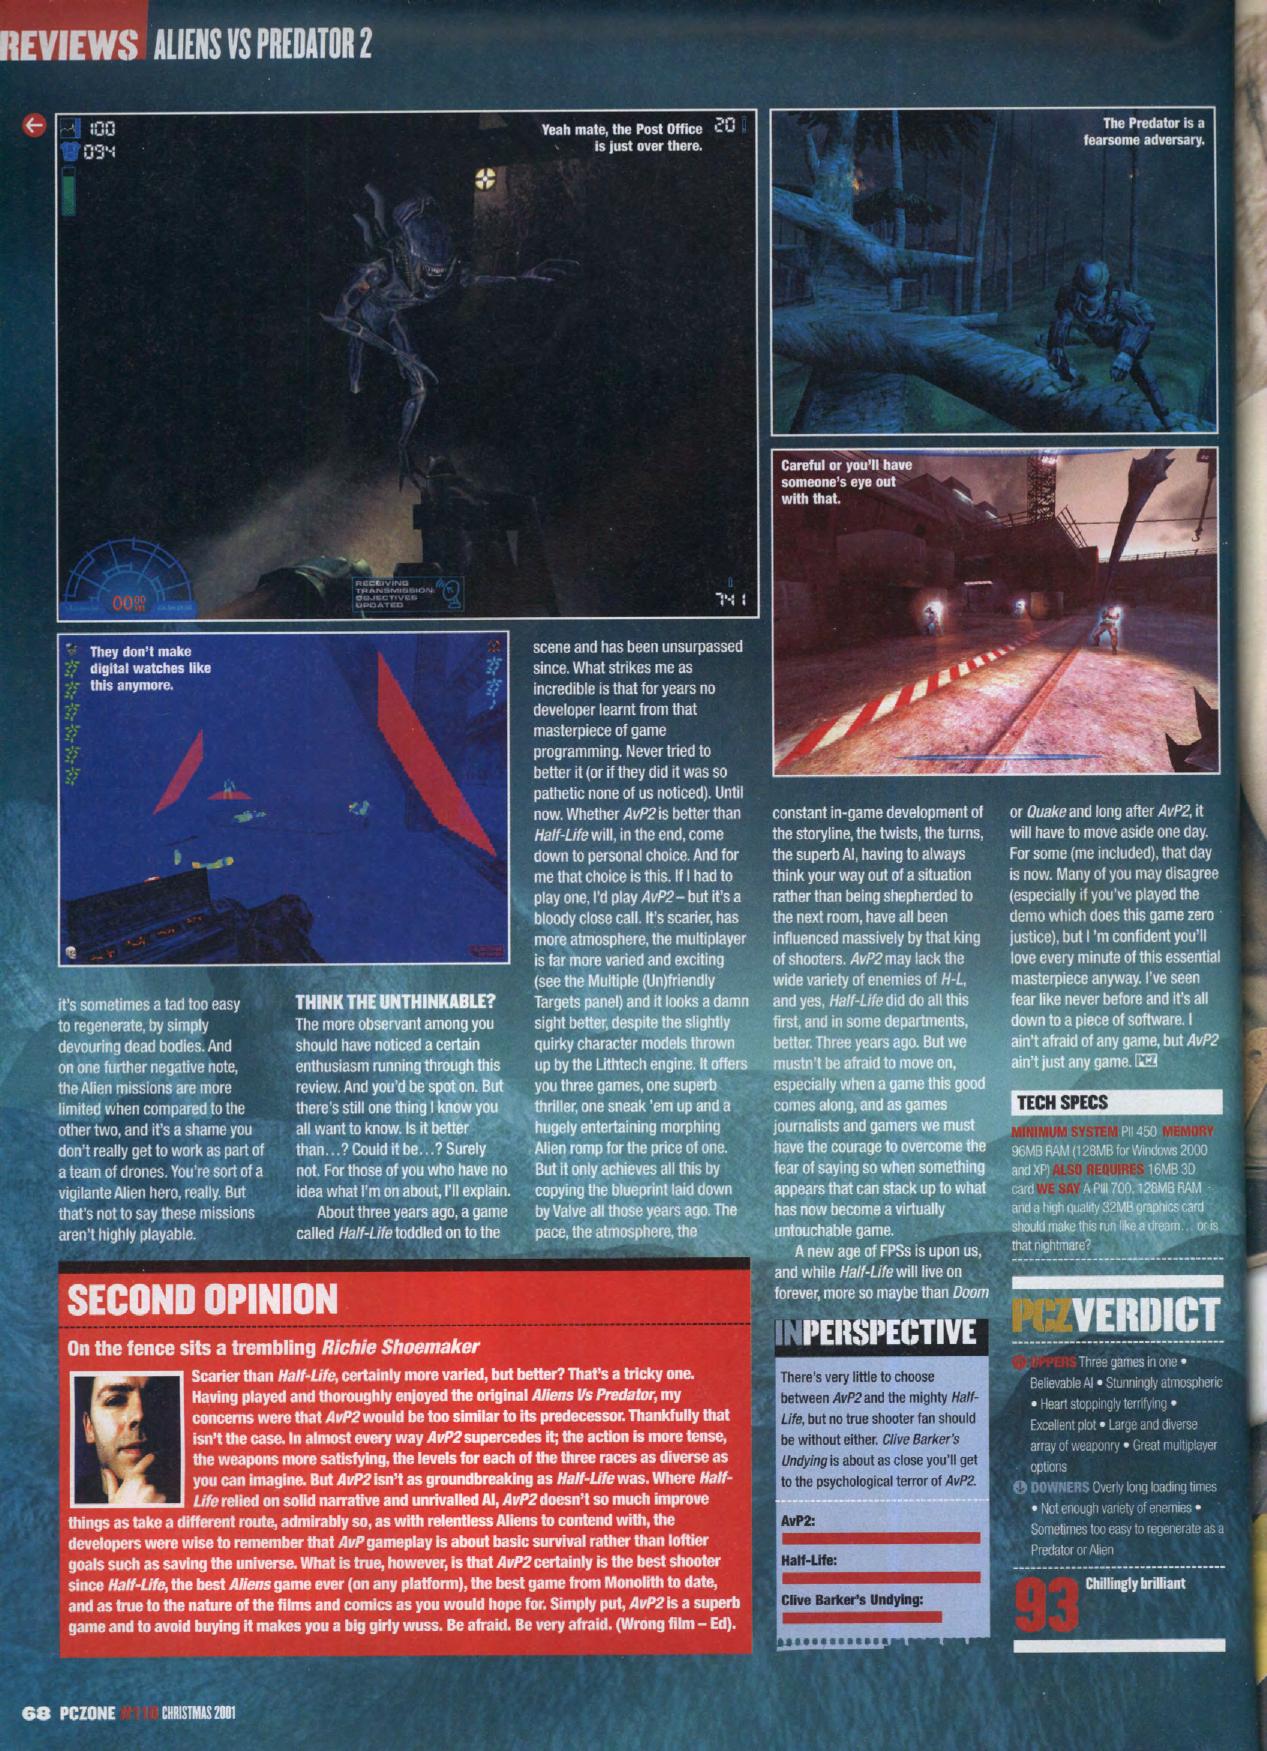 REVIEWS ALIENS VS PREDATOR 2
100
094
Yeah mate, the Post Office
is just over there.
20
RECEIVING
TRANSMISSION:
OBJECTIVES
UPDATED
741
The Predator is a
fearsome adversary.
Careful or you'll have
someone's eye out
with that.
They don't make
digital watches like
this anymore.
it's sometimes a tad too easy
to regenerate, by simply
devouring dead bodies. And
on one further negative note,
the Alien missions are more
limited when compared to the
other two, and it's a shame you
don't really get to work as part of
a team of drones. You're sort of a
vigilante Alien hero, really. But
that's not to say these missions
aren't highly playable.
THINK THE UNTHINKABLE?
The more observant among you
should have noticed a certain
enthusiasm running through this
review. And you'd be spot on. But
there's still one thing I know you
all want to know. Is it better
than...? Could it be...? Surely
not. For those of you who have no
idea what I'm on about, I'll explain.
About three years ago, a game
called Half-Life toddled on to the
scene and has been unsurpassed
since. What strikes me as
incredible is that for years no
developer learnt from that
masterpiece of game
programming. Never tried to
better it (or if they did it was so
pathetic none of us noticed). Until
now. Whether AvP2 is better than
Half-Life will, in the end, come
down to personal choice. And for
me that choice is this. If I had to
play one, I'd play AvP2 – but it's a
bloody close call. It's scarier, has
more atmosphere, the multiplayer
is far more varied and exciting
(see the Multiple (Un)friendly
Targets panel) and it looks a damn
sight better, despite the slightly
quirky character models thrown
up by the Lithtech engine. It offers
you three games, one superb
thriller, one sneak 'em up and a
hugely entertaining morphing
Alien romp for the price of one.
But it only achieves all this by
copying the blueprint laid down
by Valve all those years ago. The
pace, the atmosphere, the
constant in-game development of
the storyline, the twists, the turns,
the superb AI, having to always
think your way out of a situation
rather than being shepherded to
the next room, have all been
influenced massively by that king
of shooters. AvP2 may lack the
wide variety of enemies of H-L,
and yes, Half-Life did do all this
first, and in some departments,
better. Three years ago. But we
mustn't be afraid to move on,
especially when a game this good
comes along, and as games
journalists and gamers we must
have the courage to overcome the
fear of saying so when something
appears that can stack up to what
has now become a virtually
untouchable game.
A new age of FPSs is upon us,
and while Half-Life will live on
forever, more so maybe than Doom
or Quake and long after AvP2, it
will have to move aside one day.
For some (me included), that day
is now. Many of you may disagree
(especially if you've played the
demo which does this game zero
justice), but I 'm confident you'll
love every minute of this essential
masterpiece anyway. I've seen
fear like never before and it's all
down to a piece of software. I
ain't afraid of any game, but AvP2
ain't just any game. PCZ
TECH SPECS
MINIMUM SYSTEM PII 450 MEMORY
96MB RAM (128MB for Windows 2000
and XP) ALSO REQUIRES 16MB 3D
card WE SAY A PIII 700, 128MB RAM
and a high quality 32MB graphics card
should make this run like a dream... or is
that nightmare?
SECOND OPINION
On the fence sits a trembling Richie Shoemaker
Scarier than Half-Life, certainly more varied, but better? That's a tricky one.
Having played and thoroughly enjoyed the original Aliens Vs Predator, my
concerns were that AvP2 would be too similar to its predecessor. Thankfully that
isn't the case. In almost every way AvP2 supercedes it; the action is more tense,
the weapons more satisfying, the levels for each of the three races as diverse as
you can imagine. But AvP2 isn't as groundbreaking as Half-Life was. Where Half-
Life relied on solid narrative and unrivalled AI, AvP2 doesn't so much improve
things as take a different route, admirably so, as with relentless Aliens to contend with, the
developers were wise to remember that AvP gameplay is about basic survival rather than loftier
goals such as saving the universe. What is true, however, is that AvP2 certainly is the best shooter
since Half-Life, the best Aliens game ever (on any platform), the best game from Monolith to date,
and as true to the nature of the films and comics as you would hope for. Simply put, AvP2 is a superb
game and to avoid buying it makes you a big girly wuss. Be afraid. Be very afraid. (Wrong film – Ed).
INPERSPECTIVE
There's very little to choose
between AvP2 and the mighty Half-
Life, but no true shooter fan should
be without either. Clive Barker's
Undying is about as close you'll get
to the psychological terror of AvP2.
AvP2:
Half-Life:
Clive Barker's Undying:
PCZVERDICT
UPPERS Three games in one •
Believable AI • Stunningly atmospheric
• Heart stoppingly terrifying •
Excellent plot • Large and diverse
array of weaponry • Great multiplayer
options
DOWNERS Overly long loading times
• Not enough variety of enemies •
Sometimes too easy to regenerate as a
Predator or Alien
93 Chillingly brilliant
68 PCZONE #110 CHRISTMAS 2001